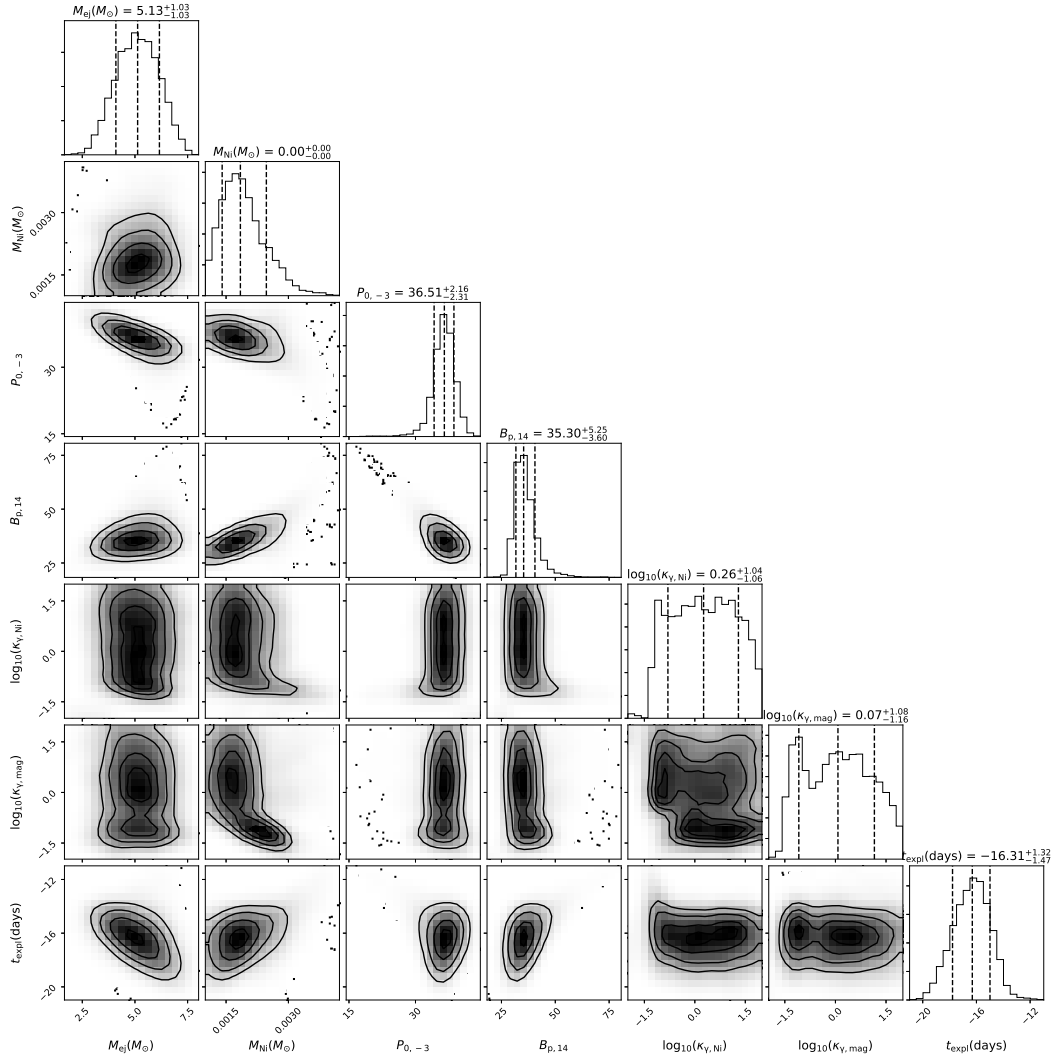 M_ej(M_⊙) = 5.13^{+1.03}_{−1.03}
M_Ni(M_⊙) = 0.00^{+0.00}_{−0.00}
M_Ni(M_⊙)
0.0030
0.0015
P_{0, −3} = 36.51^{+2.16}_{−2.31}
P_{0, −3}
30
15
B_{p, 14} = 35.30^{+5.25}_{−3.60}
B_{p, 14}
75
50
25
log₁₀(κ_{γ, Ni}) = 0.26^{+1.04}_{−1.06}
log₁₀(κ_{γ, Ni})
1.5
0.0
−1.5
log₁₀(κ_{γ, mag}) = 0.07^{+1.08}_{−1.16}
log₁₀(κ_{γ, mag})
1.5
0.0
−1.5
t_expl(days) = −16.31^{+1.32}_{−1.47}
t_expl(days)
−12
−16
−20
2.5 5.0 7.5 0.0015 0.0030 15 30 45 25 50 75 −1.5 0.0 1.5 −1.5 0.0 1.5 −20 −16 −12
M_ej(M_⊙) M_Ni(M_⊙) P_{0, −3} B_{p, 14} log₁₀(κ_{γ, Ni}) log₁₀(κ_{γ, mag}) t_expl(days)